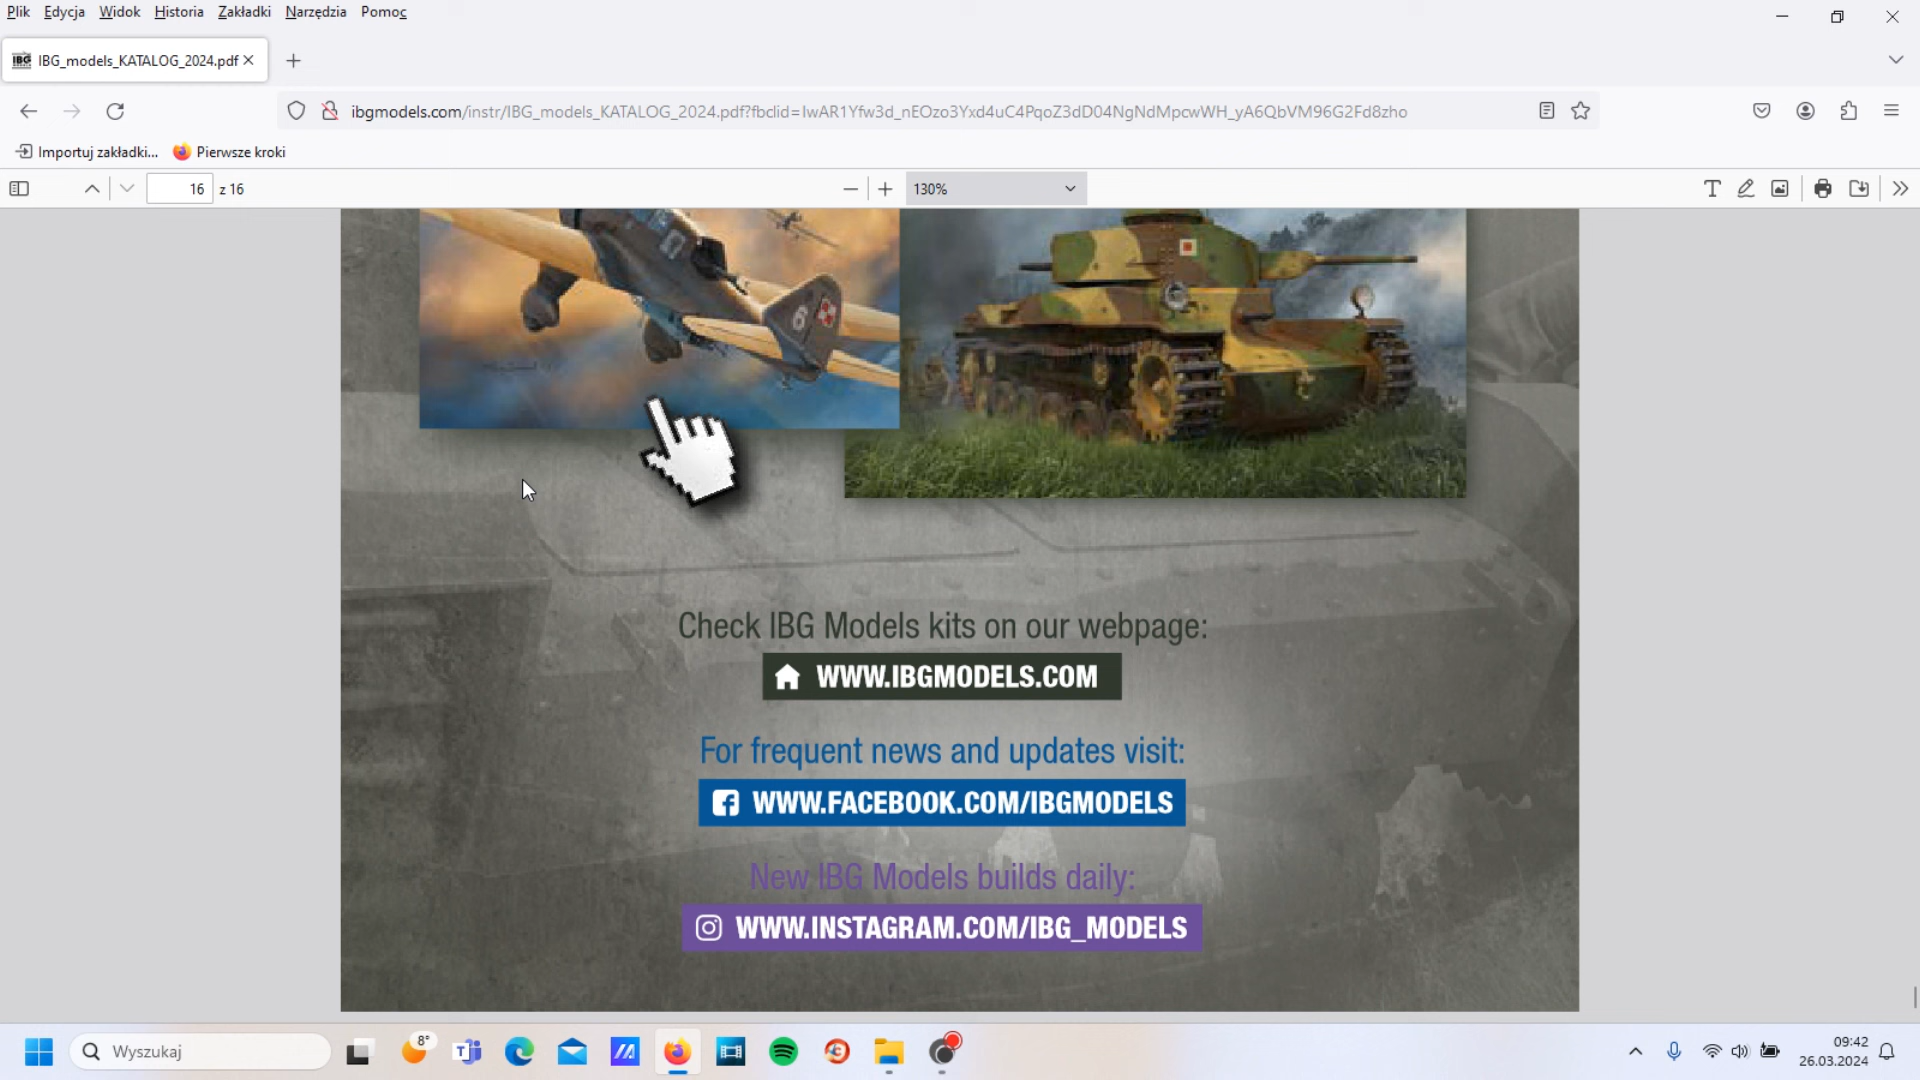 Plik Edycja Widok Historia Zakładki Narzędzia Pomoc
IBG IBG_models_KATALOG_2024.pdf
ibgmodels.com/instr/IBG_models_KATALOG_2024.pdf?fbclid=IwAR1Yfw3d_nEOzo3Yxd4uC4PqoZ3dD04NgNdMpcwWH_yA6QbVM96G2Fd8zho
Importuj zakładki... Pierwsze kroki
16 z 16 130%
6
Check IBG Models kits on our webpage:
WWW.IBGMODELS.COM
For frequent news and updates visit:
WWW.FACEBOOK.COM/IBGMODELS
New IBG Models builds daily:
WWW.INSTAGRAM.COM/IBG_MODELS
Wyszukaj 8° 09:42
26.03.2024